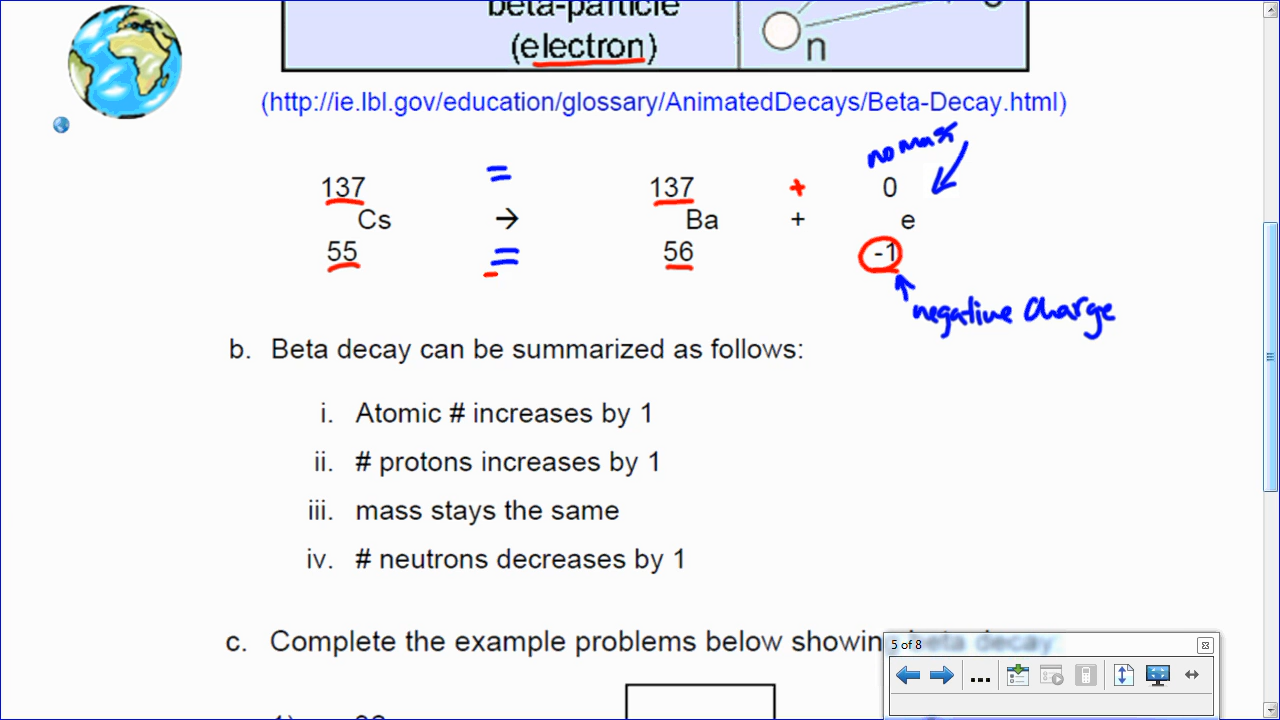 beta-particle
(electron)
n
(http://ie.lbl.gov/education/glossary/AnimatedDecays/Beta-Decay.html)
no mass
137 = 137 + 0
Cs → Ba + e
55 = 56 -1
negative charge
b. Beta decay can be summarized as follows:
i. Atomic # increases by 1
ii. # protons increases by 1
iii. mass stays the same
iv. # neutrons decreases by 1
c. Complete the example problems below showing beta decay:
5 of 8